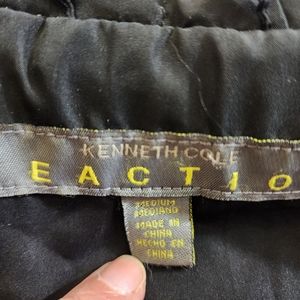 KENNETH COLE
EACTIO
MEDIUM
MEDIANO
MADE IN
CHINA
HECHO EN
CHINA